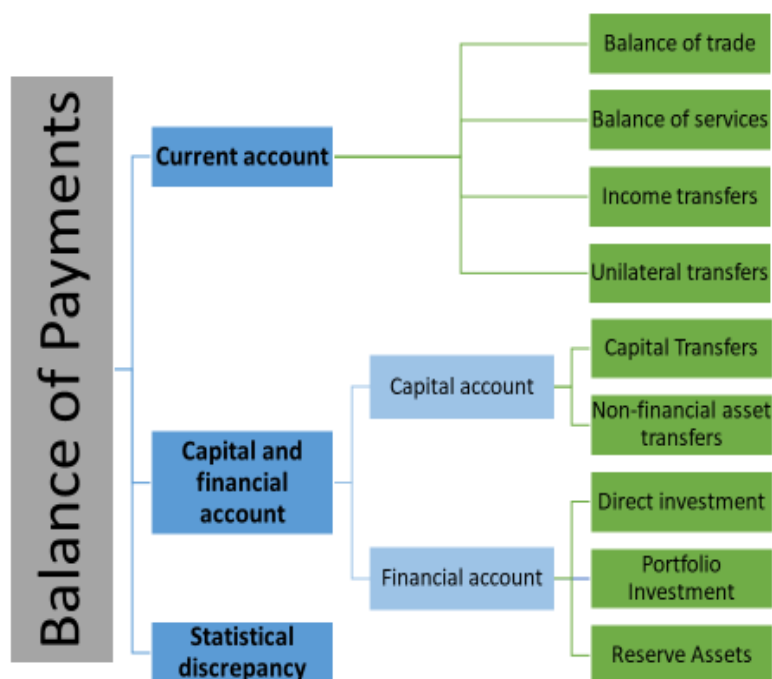 Balance of Payments
Current account
Balance of trade
Balance of services
Income transfers
Unilateral transfers
Capital and
financial
account
Capital account
Capital Transfers
Non-financial asset
transfers
Financial account
Direct investment
Portfolio
Investment
Reserve Assets
Statistical
discrepancy